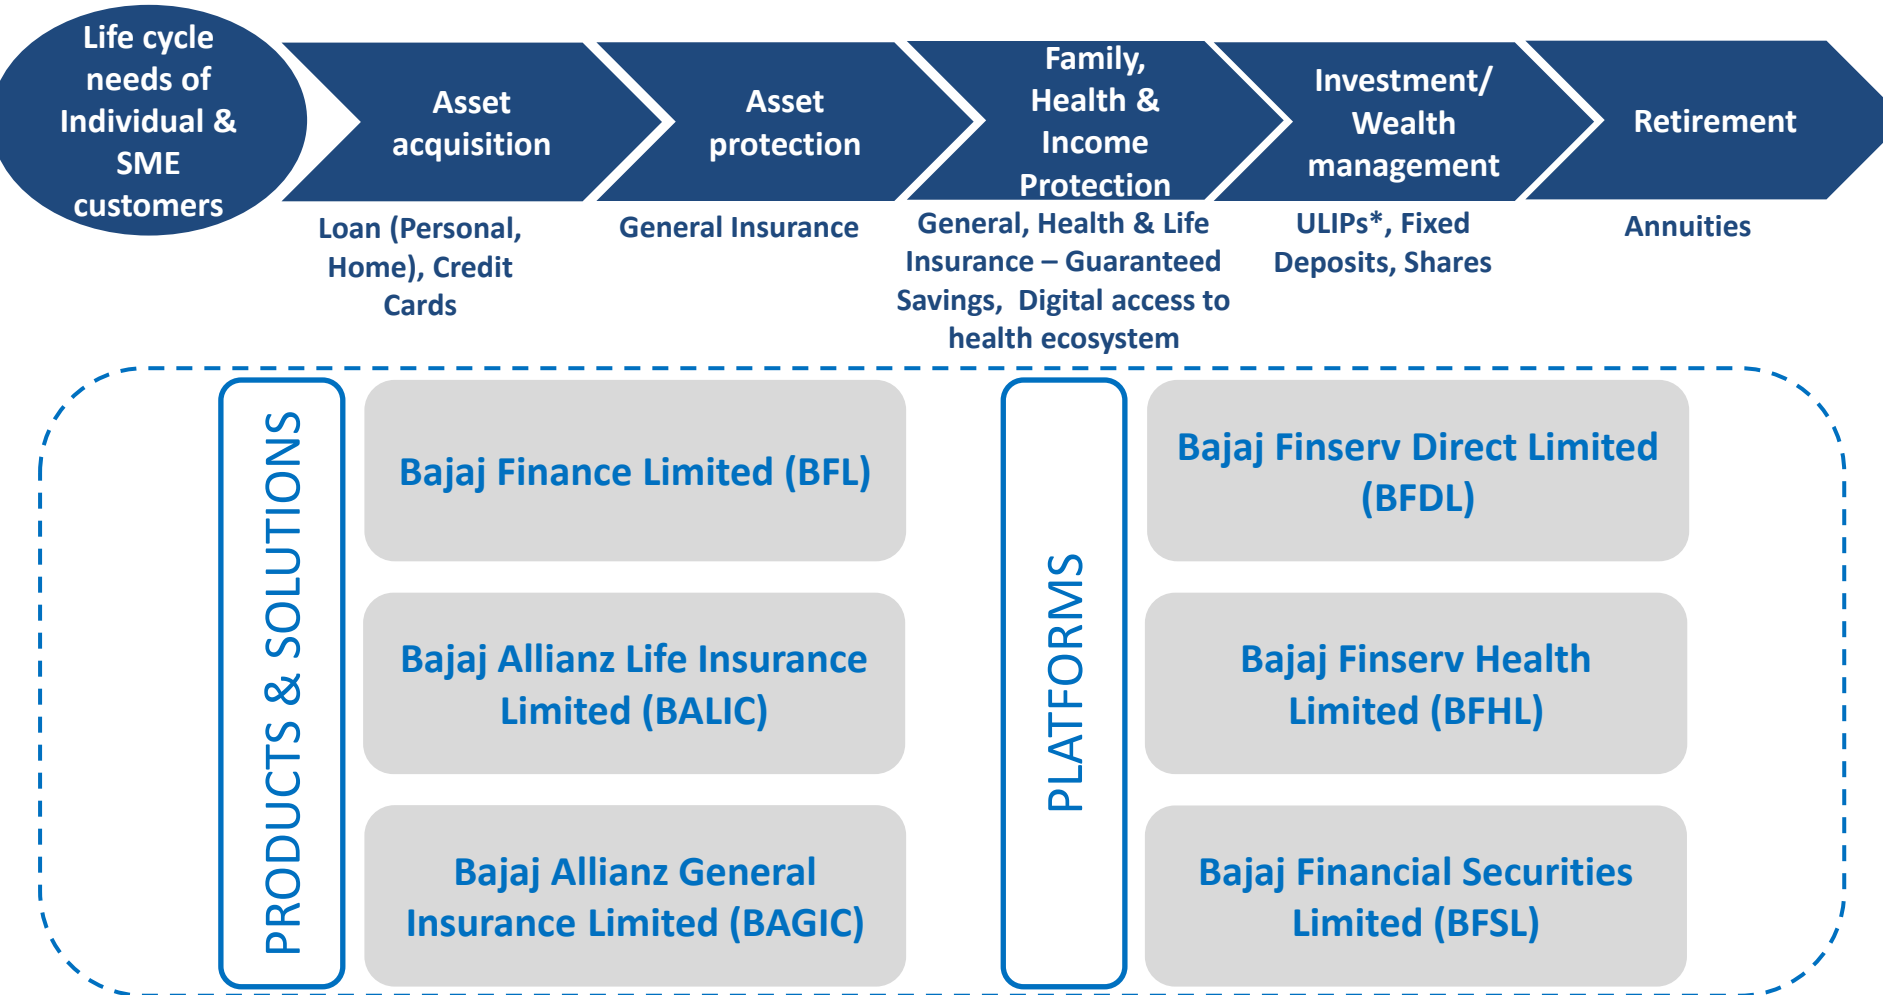 Life cycle
needs of
Individual &
SME
customers
Asset
acquisition
Asset
protection
Family,
Health &
Income
Protection
Investment/
Wealth
management
Retirement
Loan (Personal,
Home), Credit
Cards
General Insurance
General, Health & Life
Insurance – Guaranteed
Savings, Digital access to
health ecosystem
ULIPs*, Fixed
Deposits, Shares
Annuities
PRODUCTS & SOLUTIONS
Bajaj Finance Limited (BFL)
Bajaj Allianz Life Insurance
Limited (BALIC)
Bajaj Allianz General
Insurance Limited (BAGIC)
PLATFORMS
Bajaj Finserv Direct Limited
(BFDL)
Bajaj Finserv Health
Limited (BFHL)
Bajaj Financial Securities
Limited (BFSL)